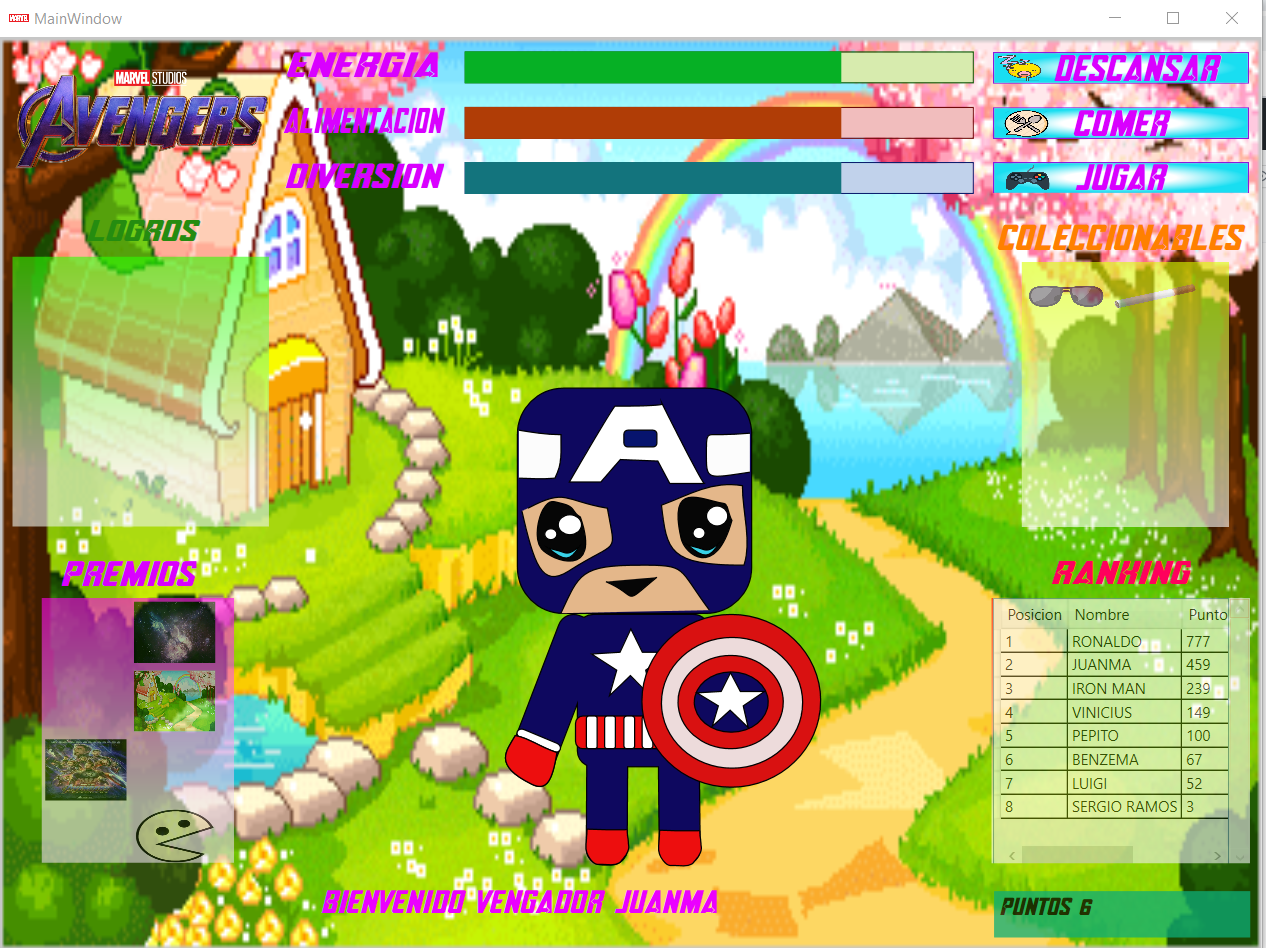 MARVEL MainWindow
MARVEL STUDIOS
AVENGERS
ENERGIA
DESCANSAR
ALIMENTACION
COMER
DIVERSION
JUGAR
LOGROS
COLECCIONABLES
PREMIOS
RANKING
Posicion Nombre Punto
1 RONALDO 777
2 JUANMA 459
3 IRON MAN 239
4 VINICIUS 149
5 PEPITO 100
6 BENZEMA 67
7 LUIGI 52
8 SERGIO RAMOS 3
BIENVENIDO VENGADOR JUANMA
PUNTOS 6